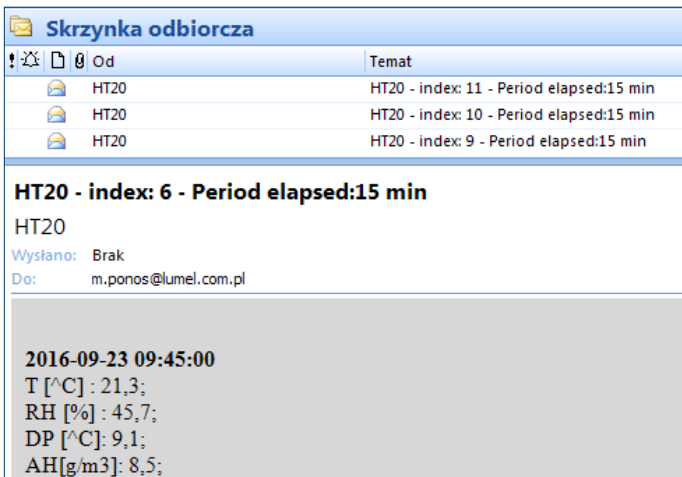 Skrzynka odbiorcza
! Od Temat
HT20 HT20 - index: 11 - Period elapsed:15 min
HT20 HT20 - index: 10 - Period elapsed:15 min
HT20 HT20 - index: 9 - Period elapsed:15 min
HT20 - index: 6 - Period elapsed:15 min
HT20
Wysłano: Brak
Do: m.ponos@lumel.com.pl
2016-09-23 09:45:00
T [^C] : 21,3;
RH [%] : 45,7;
DP [^C]: 9,1;
AH[g/m3]: 8,5;